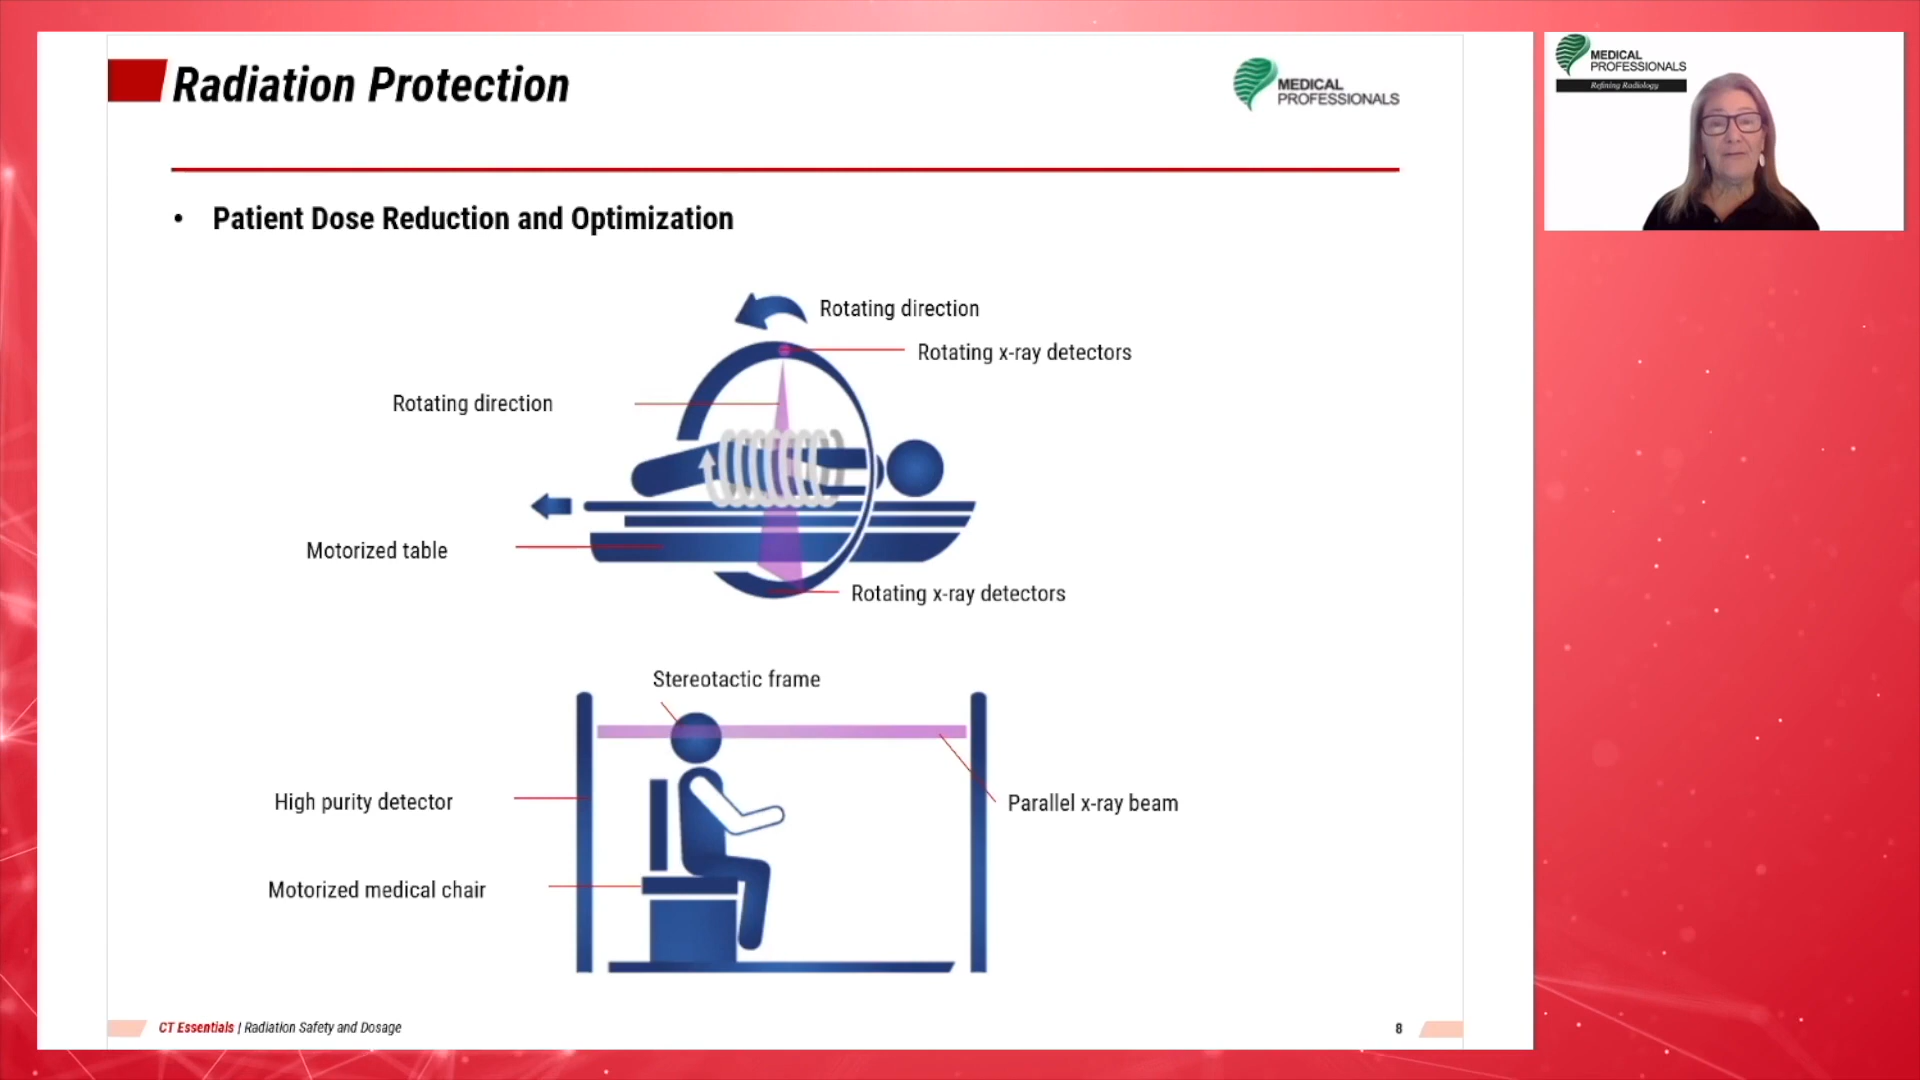 Radiation Protection
MEDICAL
PROFESSIONALS
MEDICAL
PROFESSIONALS
Refining Radiology
• Patient Dose Reduction and Optimization
Rotating direction
Rotating x-ray detectors
Rotating direction
Motorized table
Rotating x-ray detectors
Stereotactic frame
High purity detector
Parallel x-ray beam
Motorized medical chair
CT Essentials | Radiation Safety and Dosage
8